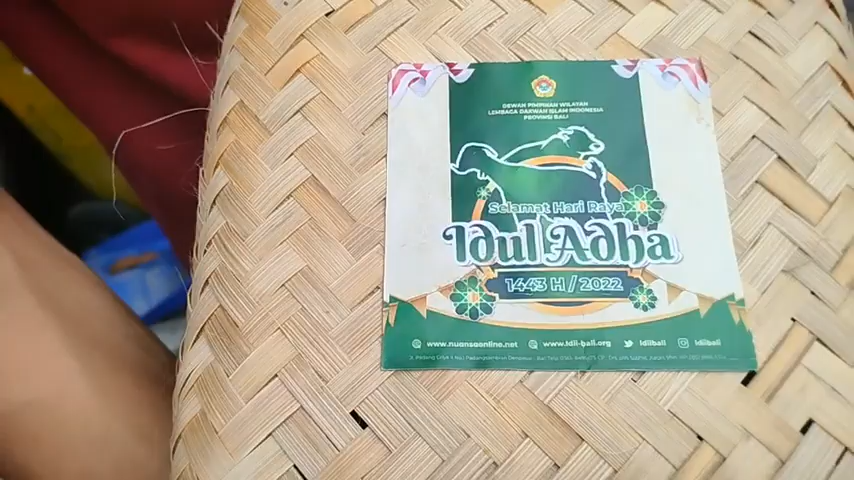 DEWAN PIMPINAN WILAYAH
LEMBAGA DAKWAH ISLAM INDONESIA
PROVINSI BALI
Selamat Hari Raya
Idul Adha
1443 H / 2022
www.nuansaonline.net www.ldii-bali.org ldiibali ldiibali